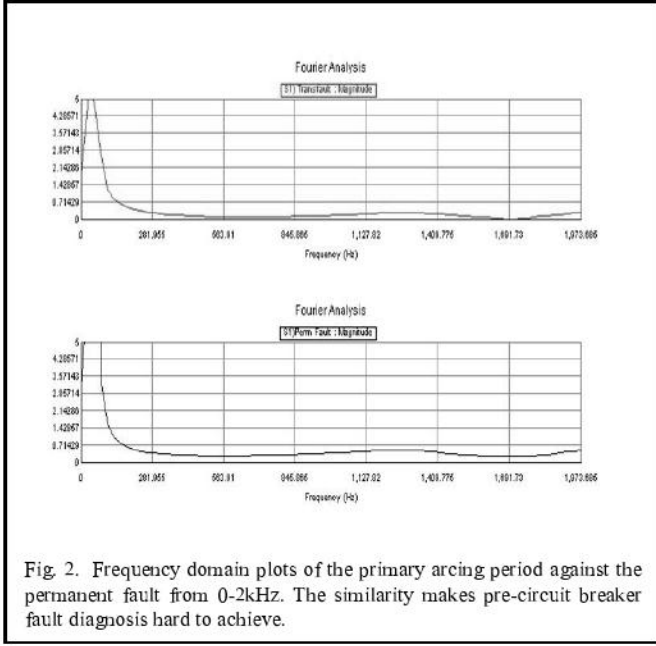 Fourier Analysis
S1) Transfault : Magnitude
5
4.28571
3.57143
2.85714
2.14286
1.42857
0.71429
0
0 281.955 563.91 845.866 1,127.82 1,409.776 1,691.73 1,973.685
Frequency (Hz)
Fourier Analysis
S1)Perm Fault : Magnitude
5
4.28571
3.57143
2.85714
2.14286
1.42857
0.71429
0
0 281.955 563.91 845.866 1,127.82 1,409.776 1,691.73 1,973.685
Frequency (Hz)
Fig. 2. Frequency domain plots of the primary arcing period against the
permanent fault from 0-2kHz. The similarity makes pre-circuit breaker
fault diagnosis hard to achieve.